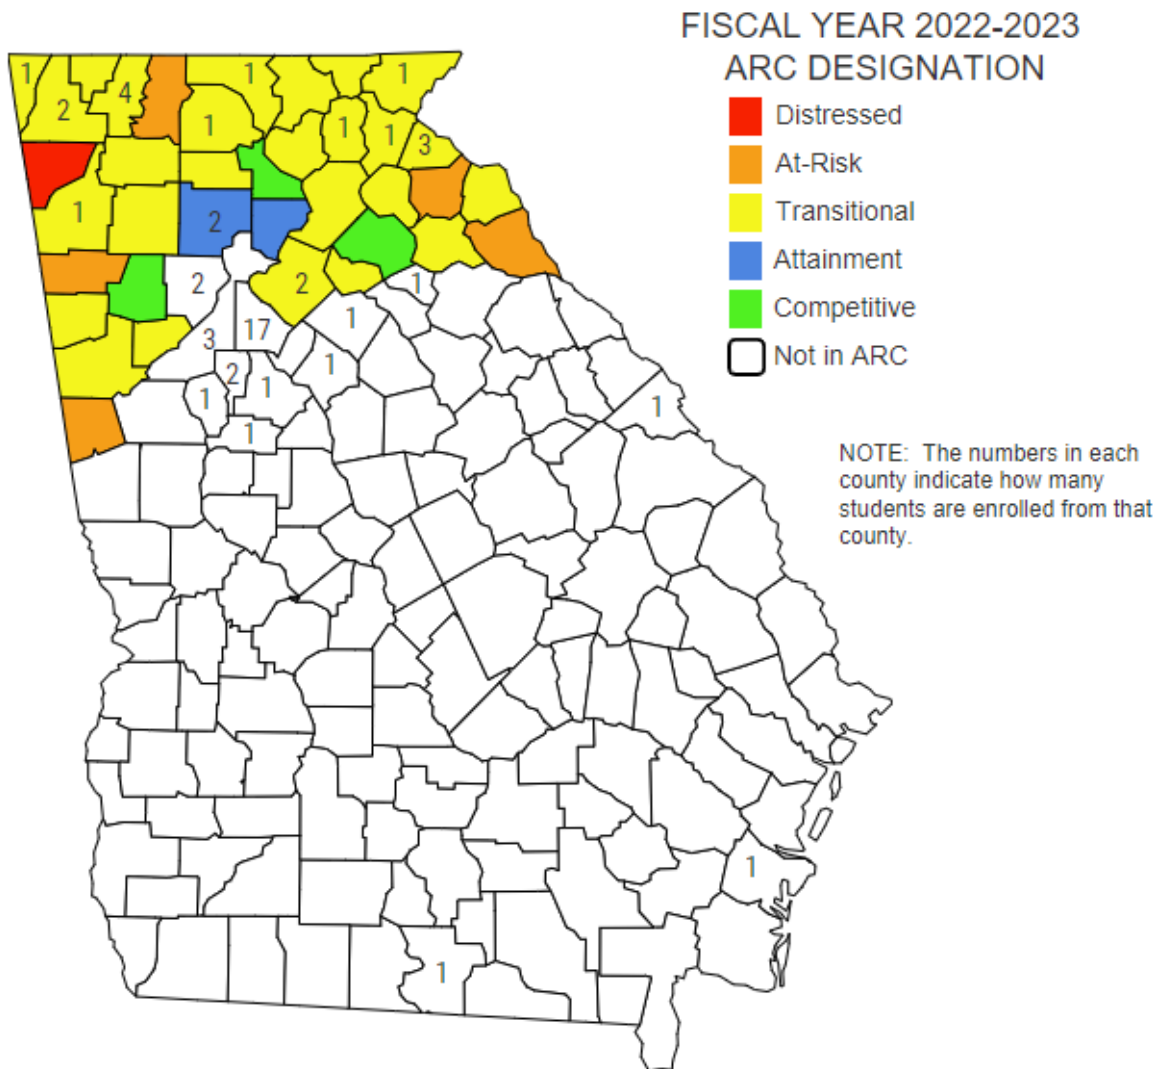 FISCAL YEAR 2022-2023
ARC DESIGNATION
Distressed
At-Risk
Transitional
Attainment
Competitive
Not in ARC
NOTE: The numbers in each
county indicate how many
students are enrolled from that
county.
1
1
1
2
4
1
1
1
3
1
2
2
2
1
1
17
3
1
2
1
1
1
1
1
1